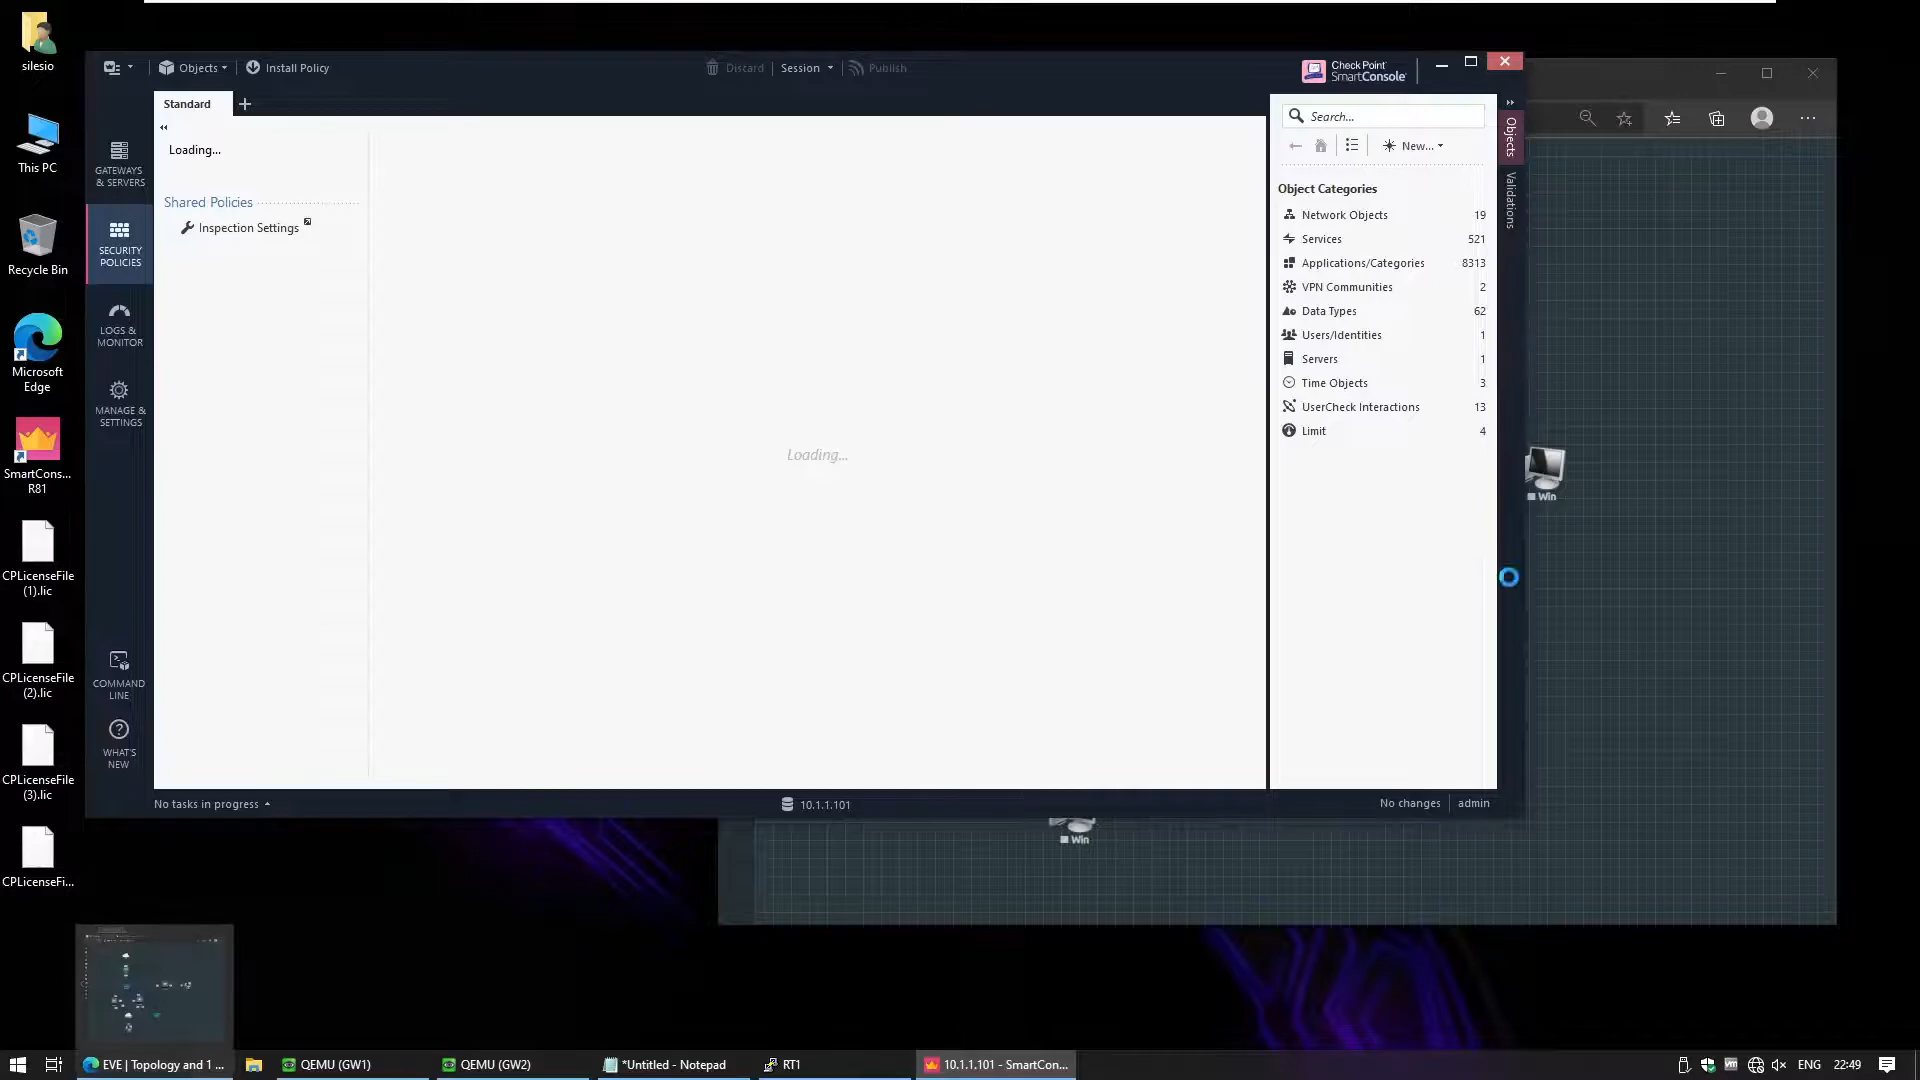 silesio
This PC
Recycle Bin
Microsoft
Edge
SmartCons...
R81
CPLicenseFile
(1).lic
CPLicenseFile
(2).lic
CPLicenseFile
(3).lic
CPLicenseFi...
Objects
Install Policy
Discard
Session
Publish
Check Point
SmartConsole
Standard
GATEWAYS
& SERVERS
SECURITY
POLICIES
LOGS &
MONITOR
MANAGE &
SETTINGS
COMMAND
LINE
WHAT'S
NEW
Loading...
Shared Policies
Inspection Settings
Loading...
Search...
New...
Object Categories
Network Objects 19
Services 521
Applications/Categories 8313
VPN Communities 2
Data Types 62
Users/Identities 1
Servers 1
Time Objects 3
UserCheck Interactions 13
Limit 4
Objects
Validations
No tasks in progress
10.1.1.101
No changes
admin
Win
Win
EVE | Topology and 1 ...
QEMU (GW1)
QEMU (GW2)
*Untitled - Notepad
RT1
10.1.1.101 - SmartCon...
ENG
22:49